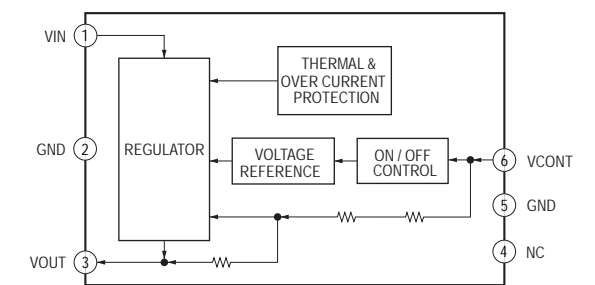 VIN 1
THERMAL &
OVER CURRENT
PROTECTION
GND 2
REGULATOR
VOLTAGE
REFERENCE
ON / OFF
CONTROL
6 VCONT
5 GND
4 NC
VOUT 3